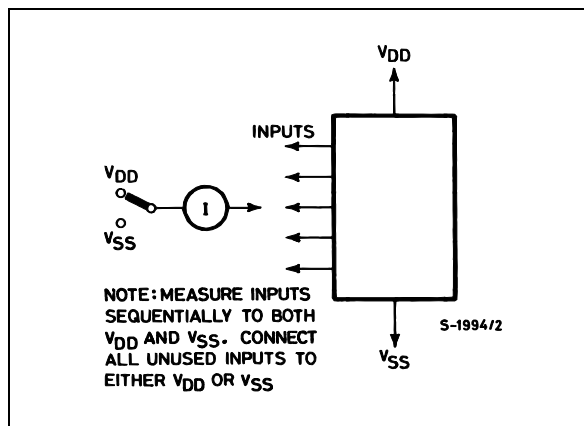 VDD
INPUTS
VDD
I
VSS
NOTE: MEASURE INPUTS
SEQUENTIALLY TO BOTH
VDD AND VSS. CONNECT
ALL UNUSED INPUTS TO
EITHER VDD OR VSS
S-1994/2
VSS